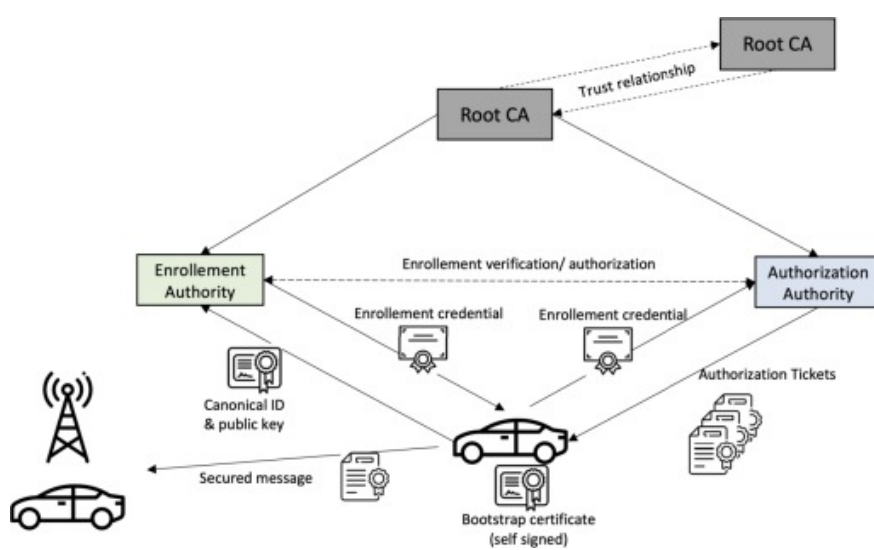 Root CA
Trust relationship
Root CA
Enrollement
Authority
Enrollement verification/ authorization
Authorization
Authority
Enrollement credential
Enrollement credential
Canonical ID
& public key
Authorization Tickets
Secured message
Bootstrap certificate
(self signed)